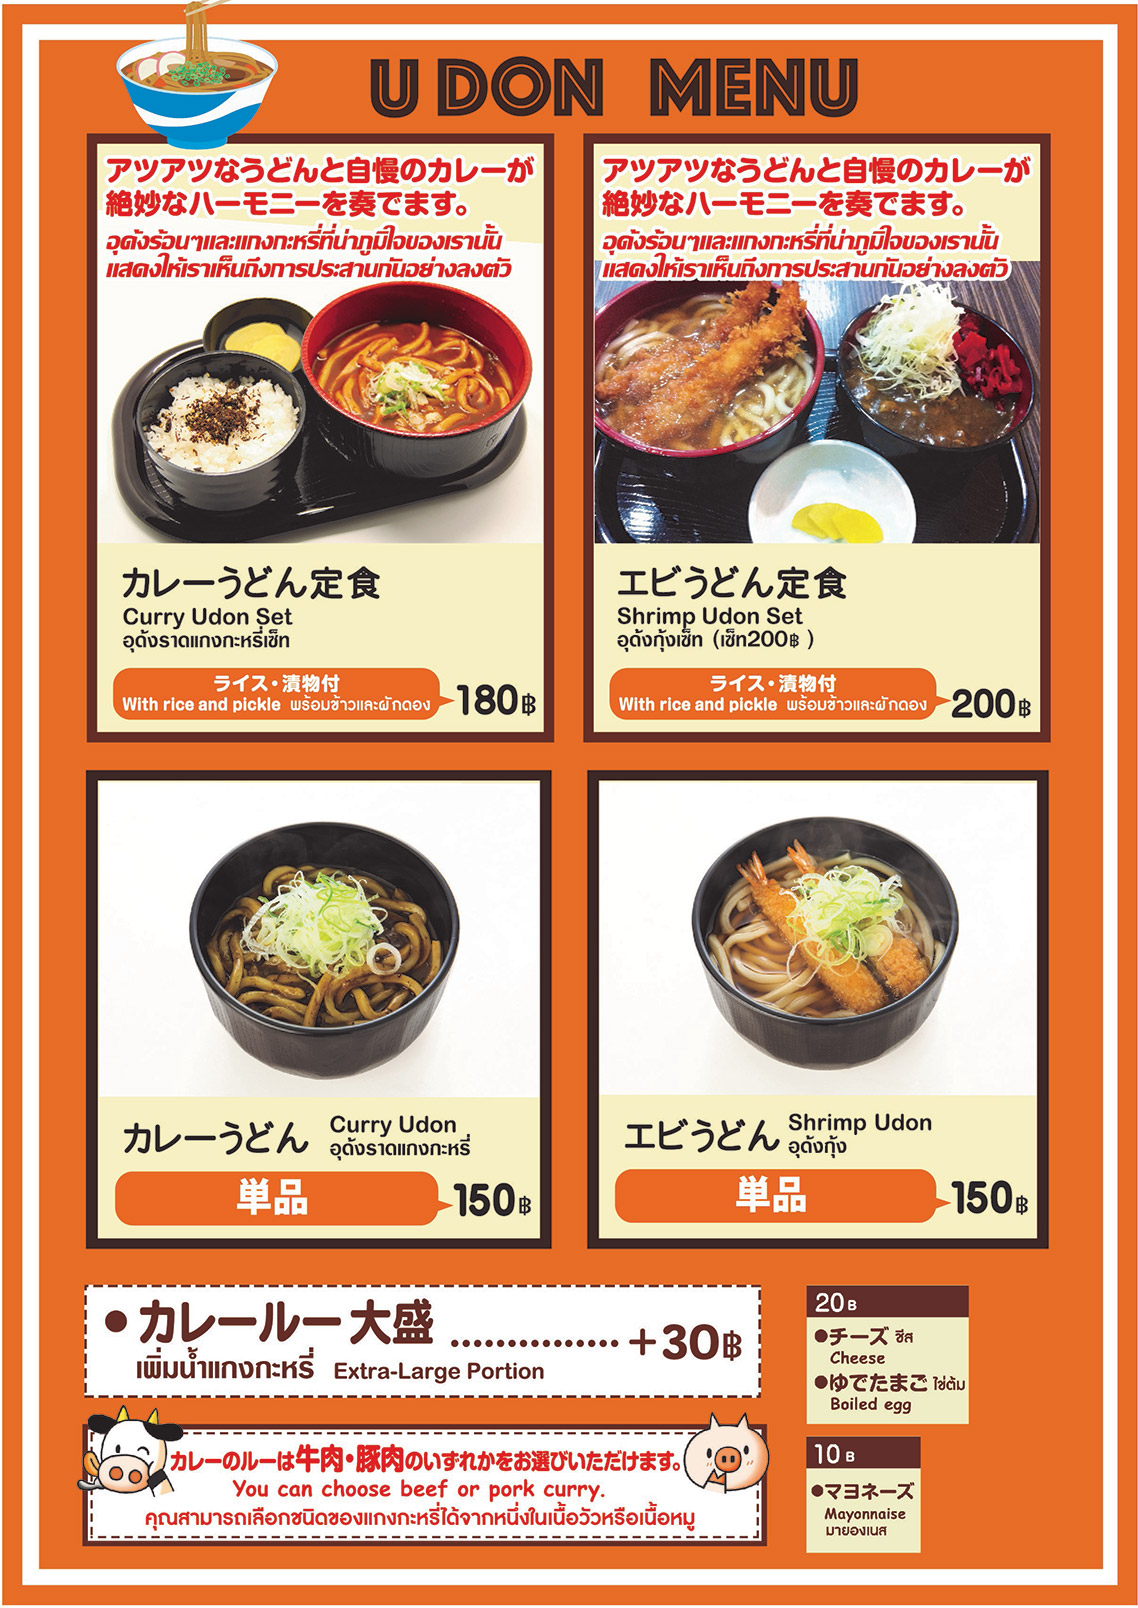 UDON MENU
アツアツなうどんと自慢のカレーが
絶妙なハーモニーを奏でます。
อุด้งร้อนๆและแกงกะหรี่ที่น่าภูมิใจของเรานั้น
แสดงให้เราเห็นถึงการประสานกันอย่างลงตัว
カレーうどん定食
Curry Udon Set
อุด้งราดแกงกะหรี่เซ็ท
ライス・漬物付
With rice and pickle พร้อมข้าวและผักดอง
180฿
アツアツなうどんと自慢のカレーが
絶妙なハーモニーを奏でます。
อุด้งร้อนๆและแกงกะหรี่ที่น่าภูมิใจของเรานั้น
แสดงให้เราเห็นถึงการประสานกันอย่างลงตัว
エビうどん定食
Shrimp Udon Set
อุด้งกุ้งเซ็ท (เซ็ท200฿ )
ライス・漬物付
With rice and pickle พร้อมข้าวและผักดอง
200฿
カレーうどん
Curry Udon
อุด้งราดแกงกะหรี่
単品
150฿
エビうどん
Shrimp Udon
อุด้งกุ้ง
単品
150฿
●カレールー大盛 ............... +30฿
เพิ่มน้ำแกงกะหรี่ Extra-Large Portion
カレーのルーは牛肉・豚肉のいずれかをお選びいただけます。
You can choose beef or pork curry.
คุณสามารถเลือกชนิดของแกงกะหรี่ได้จากหนึ่งในเนื้อวัวหรือเนื้อหมู
20฿
●チーズ ชีส
Cheese
●ゆでたまご ไข่ต้ม
Boiled egg
10฿
●マヨネーズ
Mayonnaise
มายองเนส